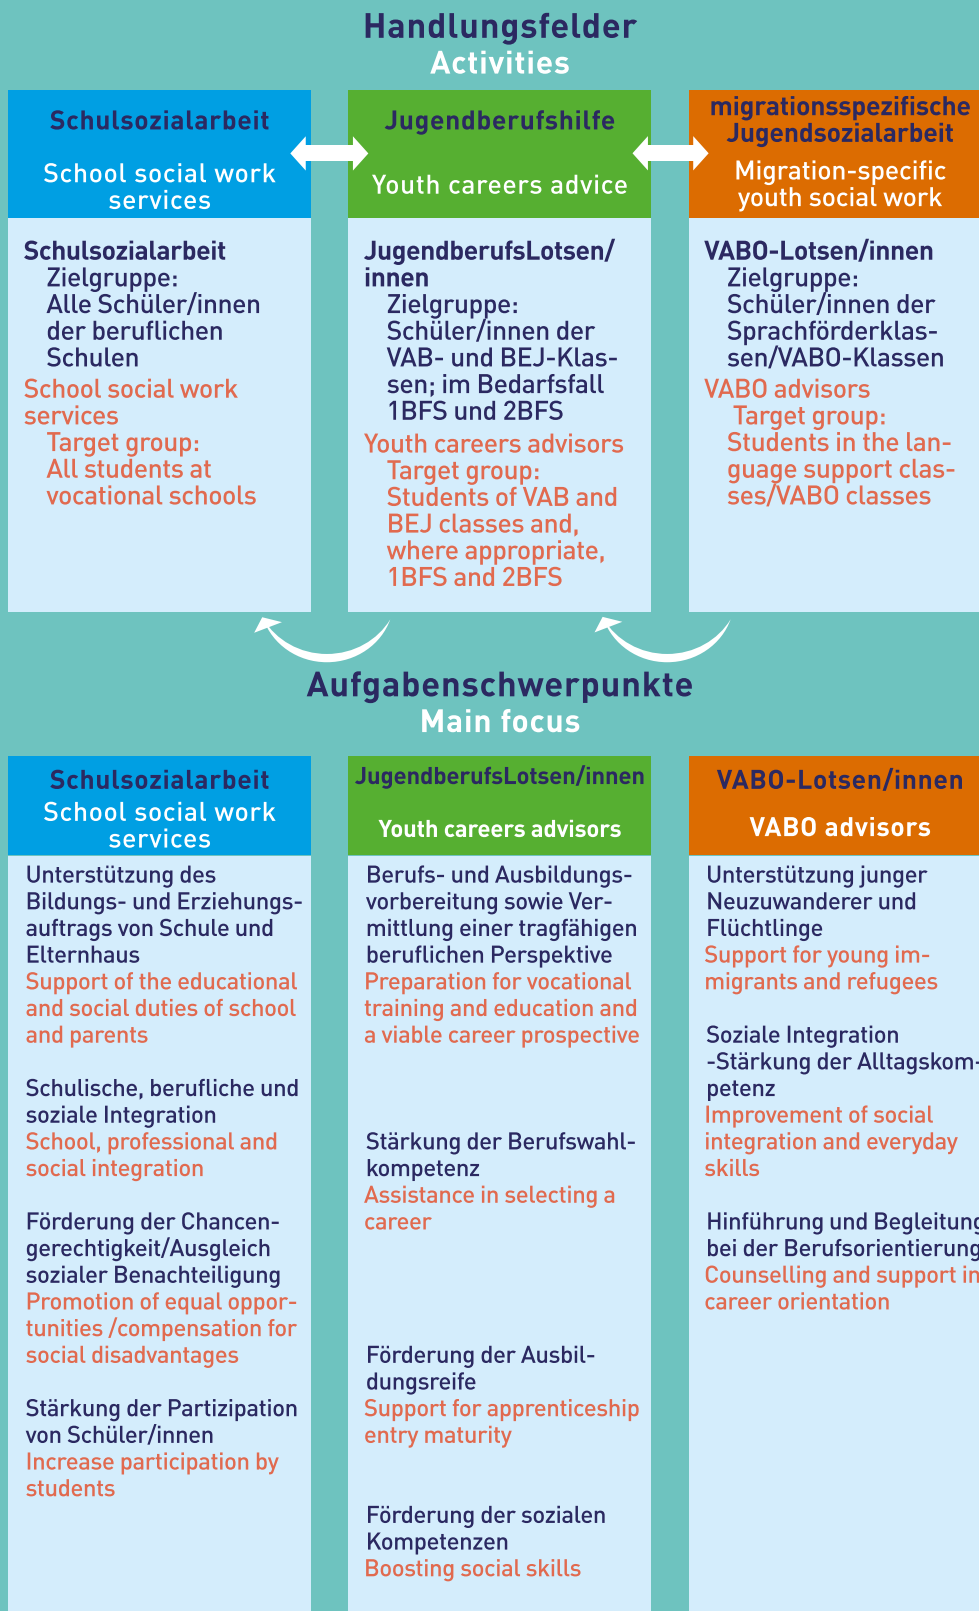 Handlungsfelder
Activities
Schulsozialarbeit
School social work
services
Schulsozialarbeit
Zielgruppe:
Alle Schüler/innen
der beruflichen
Schulen
School social work
services
Target group:
All students at
vocational schools
Jugendberufshilfe
Youth careers advice
JugendberufsLotsen/
innen
Zielgruppe:
Schüler/innen der
VAB- und BEJ-Klas-
sen; im Bedarfsfall
1BFS und 2BFS
Youth careers advisors
Target group:
Students of VAB and
BEJ classes and,
where appropriate,
1BFS and 2BFS
migrationsspezifische
Jugendsozialarbeit
Migration-specific
youth social work
VABO-Lotsen/innen
Zielgruppe:
Schüler/innen der
Sprachförderklas-
sen/VABO-Klassen
VABO advisors
Target group:
Students in the lan-
guage support clas-
ses/VABO classes
Aufgabenschwerpunkte
Main focus
Schulsozialarbeit
School social work
services
Unterstützung des
Bildungs- und Erziehungs-
auftrags von Schule und
Elternhaus
Support of the educational
and social duties of school
and parents
Schulische, berufliche und
soziale Integration
School, professional and
social integration
Förderung der Chancen-
gerechtigkeit/Ausgleich
sozialer Benachteiligung
Promotion of equal oppor-
tunities /compensation for
social disadvantages
Stärkung der Partizipation
von Schüler/innen
Increase participation by
students
JugendberufsLotsen/innen
Youth careers advisors
Berufs- und Ausbildungs-
vorbereitung sowie Ver-
mittlung einer tragfähigen
beruflichen Perspektive
Preparation for vocational
training and education and
a viable career prospective
Stärkung der Berufswahl-
kompetenz
Assistance in selecting a
career
Förderung der Ausbil-
dungsreife
Support for apprenticeship
entry maturity
Förderung der sozialen
Kompetenzen
Boosting social skills
VABO-Lotsen/innen
VABO advisors
Unterstützung junger
Neuzuwanderer und
Flüchtlinge
Support for young im-
migrants and refugees
Soziale Integration
-Stärkung der Alltagskom-
petenz
Improvement of social
integration and everyday
skills
Hinführung und Begleitung
bei der Berufsorientierung
Counselling and support in
career orientation